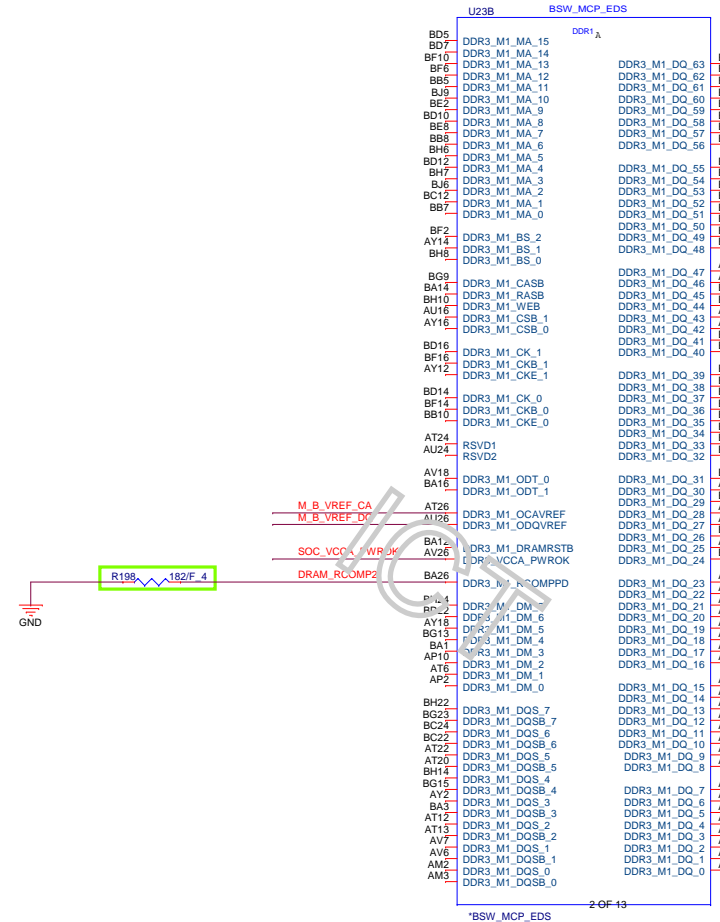 U23B
BSW_MCP_EDS
DDR1
BD5 DDR3_M1_MA_15
BD7 DDR3_M1_MA_14
BF10 DDR3_M1_MA_13 DDR3_M1_DQ_63
BF6 DDR3_M1_MA_12 DDR3_M1_DQ_62
BB5 DDR3_M1_MA_11 DDR3_M1_DQ_61
BJ9 DDR3_M1_MA_10 DDR3_M1_DQ_60
BE2 DDR3_M1_MA_9 DDR3_M1_DQ_59
BD10 DDR3_M1_MA_8 DDR3_M1_DQ_58
BE8 DDR3_M1_MA_7 DDR3_M1_DQ_57
BB8 DDR3_M1_MA_6 DDR3_M1_DQ_56
BH6 DDR3_M1_MA_5
BD12 DDR3_M1_MA_4 DDR3_M1_DQ_55
BH7 DDR3_M1_MA_3 DDR3_M1_DQ_54
BJ6 DDR3_M1_MA_2 DDR3_M1_DQ_53
BC12 DDR3_M1_MA_1 DDR3_M1_DQ_52
BB7 DDR3_M1_MA_0 DDR3_M1_DQ_51
DDR3_M1_DQ_50
BF2 DDR3_M1_BS_2 DDR3_M1_DQ_49
AY14 DDR3_M1_BS_1 DDR3_M1_DQ_48
BH8 DDR3_M1_BS_0
DDR3_M1_DQ_47
BG9 DDR3_M1_CASB DDR3_M1_DQ_46
BA14 DDR3_M1_RASB DDR3_M1_DQ_45
BH10 DDR3_M1_WEB DDR3_M1_DQ_44
AU16 DDR3_M1_CSB_1 DDR3_M1_DQ_43
AY16 DDR3_M1_CSB_0 DDR3_M1_DQ_42
DDR3_M1_DQ_41
BD16 DDR3_M1_CK_1 DDR3_M1_DQ_40
BF16 DDR3_M1_CKB_1
AY12 DDR3_M1_CKE_1 DDR3_M1_DQ_39
DDR3_M1_DQ_38
BD14 DDR3_M1_CK_0 DDR3_M1_DQ_37
BF14 DDR3_M1_CKB_0 DDR3_M1_DQ_36
BB10 DDR3_M1_CKE_0 DDR3_M1_DQ_35
DDR3_M1_DQ_34
AT24 RSVD1 DDR3_M1_DQ_33
AU24 RSVD2 DDR3_M1_DQ_32
AV18 DDR3_M1_ODT_0 DDR3_M1_DQ_31
BA16 DDR3_M1_ODT_1 DDR3_M1_DQ_30
DDR3_M1_DQ_29
M_B_VREF_CA AT26 DDR3_M1_OCAVREF DDR3_M1_DQ_28
M_B_VREF_DQ AU26 DDR3_M1_ODQVREF DDR3_M1_DQ_27
DDR3_M1_DQ_26
BA12 DDR3_M1_DRAMRSTB DDR3_M1_DQ_25
SOC_VCCA_PWROK AV26 DDR3_VCCA_PWROK DDR3_M1_DQ_24
R198 182/F_4 DRAM_RCOMP2 BA26 DDR3_M1_RCOMPPD DDR3_M1_DQ_23
DDR3_M1_DQ_22
DDR3_M1_DQ_21
DDR3_M1_DM_6 DDR3_M1_DQ_20
AY18 DDR3_M1_DM_5 DDR3_M1_DQ_19
BG13 DDR3_M1_DM_4 DDR3_M1_DQ_18
BA1 DDR3_M1_DM_3 DDR3_M1_DQ_17
AP10 DDR3_M1_DM_2 DDR3_M1_DQ_16
AT6 DDR3_M1_DM_1
AP2 DDR3_M1_DM_0 DDR3_M1_DQ_15
DDR3_M1_DQ_14
BH22 DDR3_M1_DQS_7 DDR3_M1_DQ_13
BG23 DDR3_M1_DQSB_7 DDR3_M1_DQ_12
BC24 DDR3_M1_DQS_6 DDR3_M1_DQ_11
BC22 DDR3_M1_DQSB_6 DDR3_M1_DQ_10
AT22 DDR3_M1_DQS_5 DDR3_M1_DQ_9
AT20 DDR3_M1_DQSB_5 DDR3_M1_DQ_8
BH14 DDR3_M1_DQS_4
BG15 DDR3_M1_DQSB_4 DDR3_M1_DQ_7
AY2 DDR3_M1_DQS_3 DDR3_M1_DQ_6
BA3 DDR3_M1_DQSB_3 DDR3_M1_DQ_5
AT12 DDR3_M1_DQS_2 DDR3_M1_DQ_4
AT13 DDR3_M1_DQSB_2 DDR3_M1_DQ_3
AV7 DDR3_M1_DQS_1 DDR3_M1_DQ_2
AV6 DDR3_M1_DQSB_1 DDR3_M1_DQ_1
AM2 DDR3_M1_DQS_0 DDR3_M1_DQ_0
AM3 DDR3_M1_DQSB_0
GND
ICT
2 OF 13
*BSW_MCP_EDS